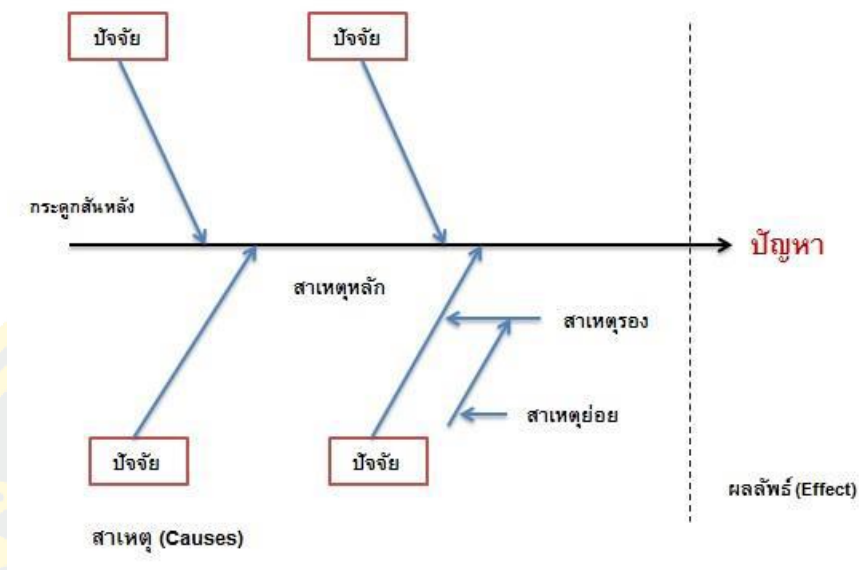 ปัจจัย
ปัจจัย
กระดูกสันหลัง
ปัญหา
สาเหตุหลัก
สาเหตุรอง
สาเหตุย่อย
ปัจจัย
ปัจจัย
ผลลัพธ์ (Effect)
สาเหตุ (Causes)